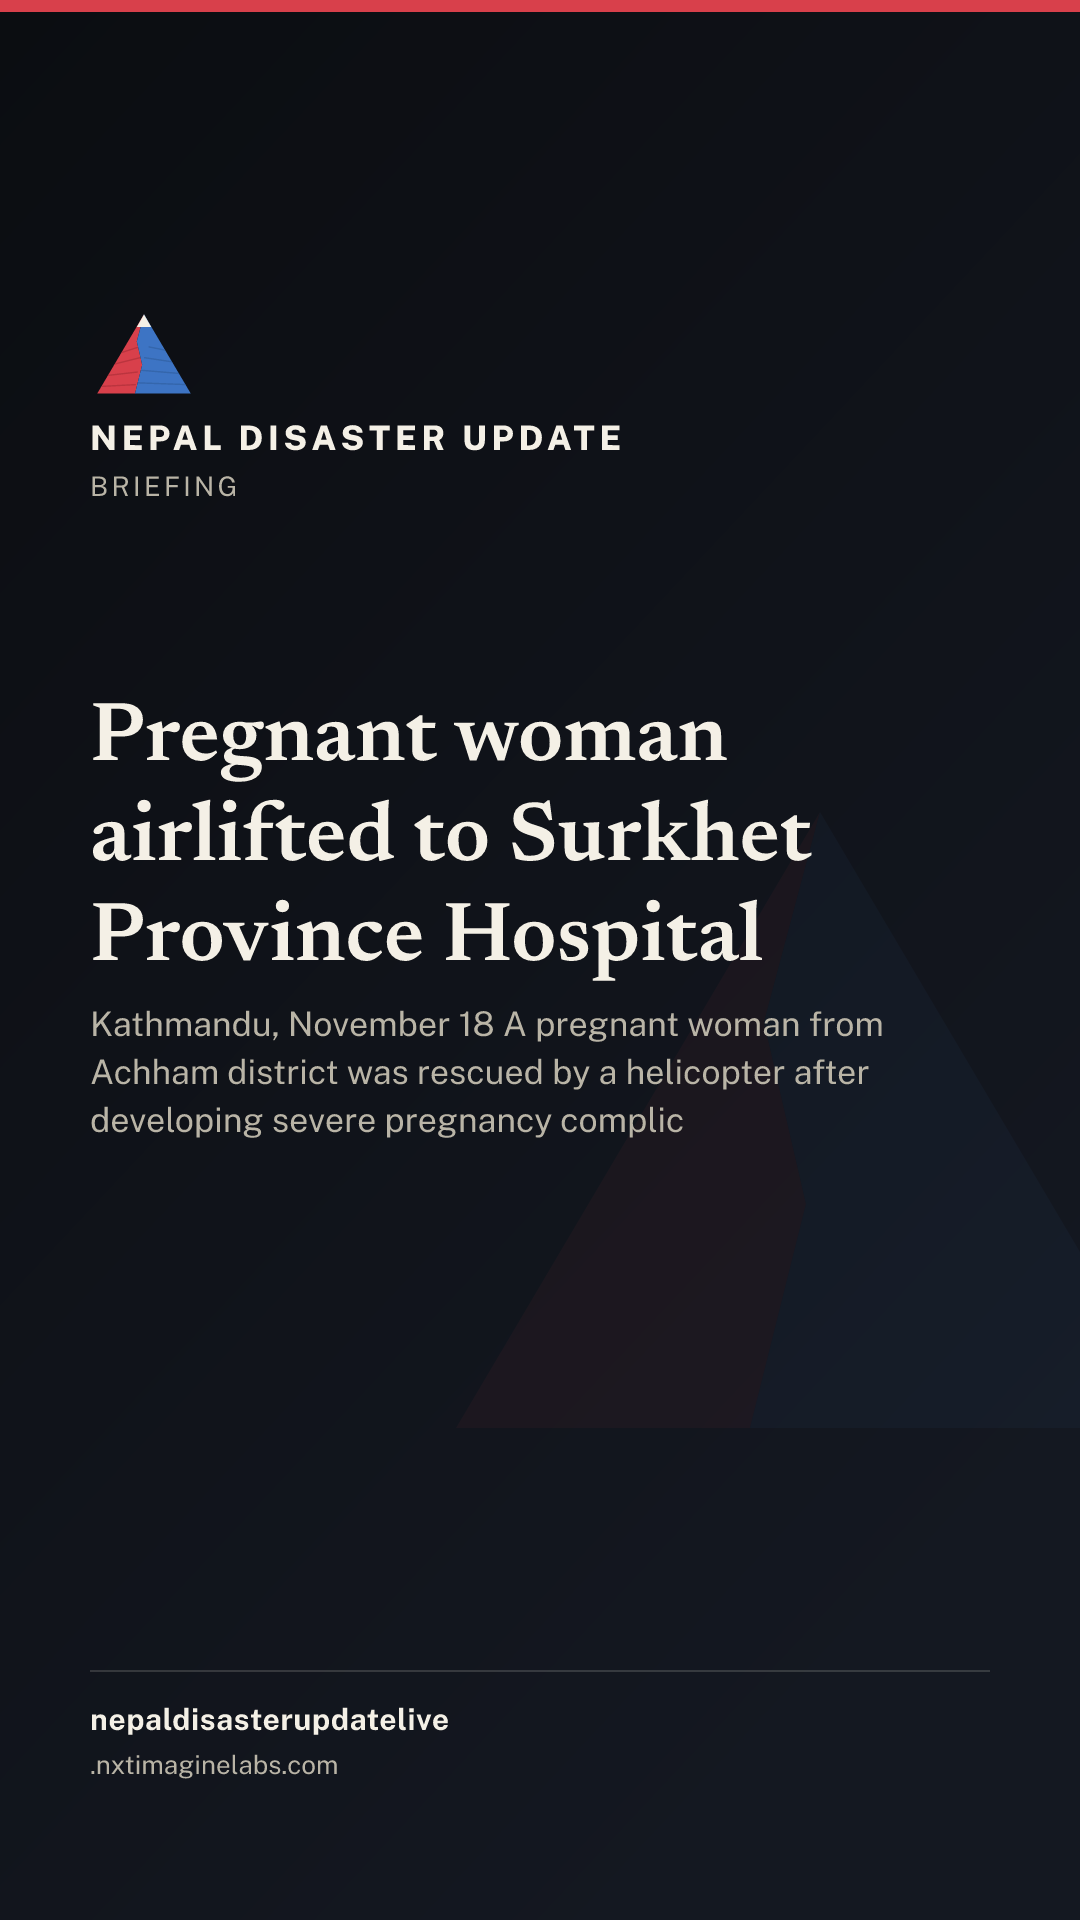 NEPAL DISASTER UPDATE
BRIEFING
Pregnant woman
airlifted to Surkhet
Province Hospital
Kathmandu, November 18 A pregnant woman from
Achham district was rescued by a helicopter after
developing severe pregnancy complic
nepaldisasterupdatelive
.nxtimaginelabs.com